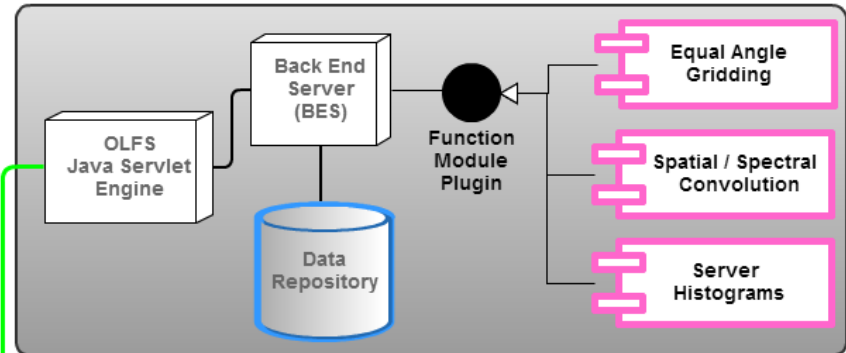 OLFS
Java Servlet
Engine
Back End
Server
(BES)
Data
Repository
Function
Module
Plugin
Equal Angle
Gridding
Spatial / Spectral
Convolution
Server
Histograms